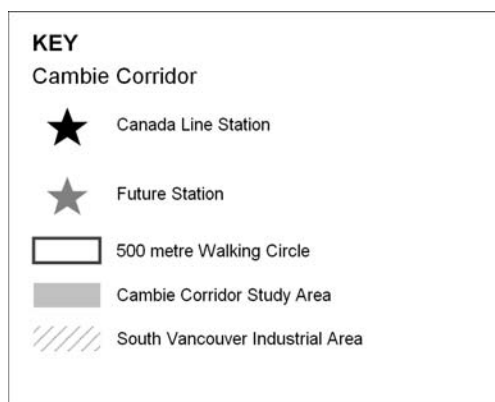 KEY
Cambie Corridor
Canada Line Station
Future Station
500 metre Walking Circle
Cambie Corridor Study Area
South Vancouver Industrial Area